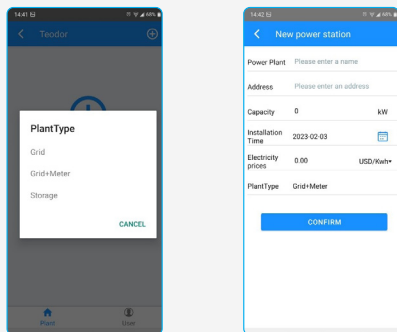 14:41
68%
Teodor
PlantType
Grid
Grid+Meter
Storage
CANCEL
Plant
User
14:42
68%
New power station
Power Plant Please enter a name
Address Please enter an address
Capacity 0 kW
Installation
Time 2023-02-03
Electricity
prices 0.00 USD/Kwh
PlantType Grid+Meter
CONFIRM